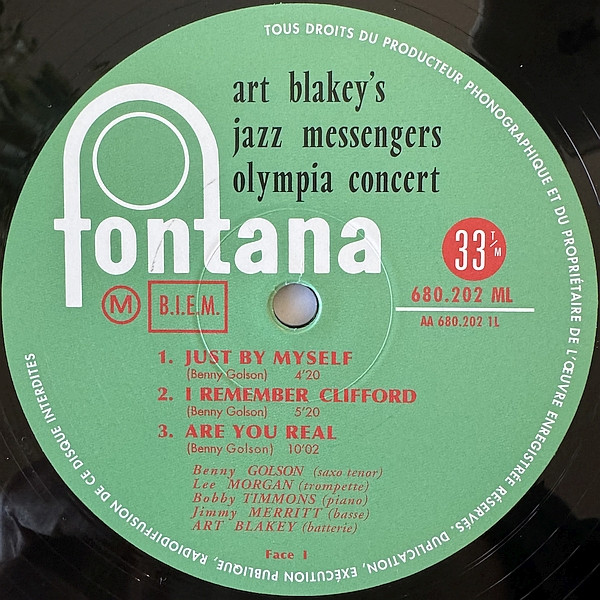 TOUS DROITS DU PRODUCTEUR PHONOGRAPHIQUE ET DU PROPRIÉTAIRE DE L'ŒUVRE ENREGISTRÉE RÉSERVÉS. DUPLICATION, EXÉCUTION PUBLIQUE, RADIODIFFUSION DE CE DISQUE INTERDITES
art blakey's
jazz messengers
olympia concert
fontana
33 T/M
M B.I.E.M.
680.202 ML
AA 680.202 1L
1. JUST BY MYSELF
(Benny Golson) 4'20
2. I REMEMBER CLIFFORD
(Benny Golson) 5'20
3. ARE YOU REAL
(Benny Golson) 10'02
Benny GOLSON (saxo tenor)
Lee MORGAN (trompette)
Bobby TIMMONS (piano)
Jimmy MERRITT (basse)
ART BLAKEY (batterie)
Face 1